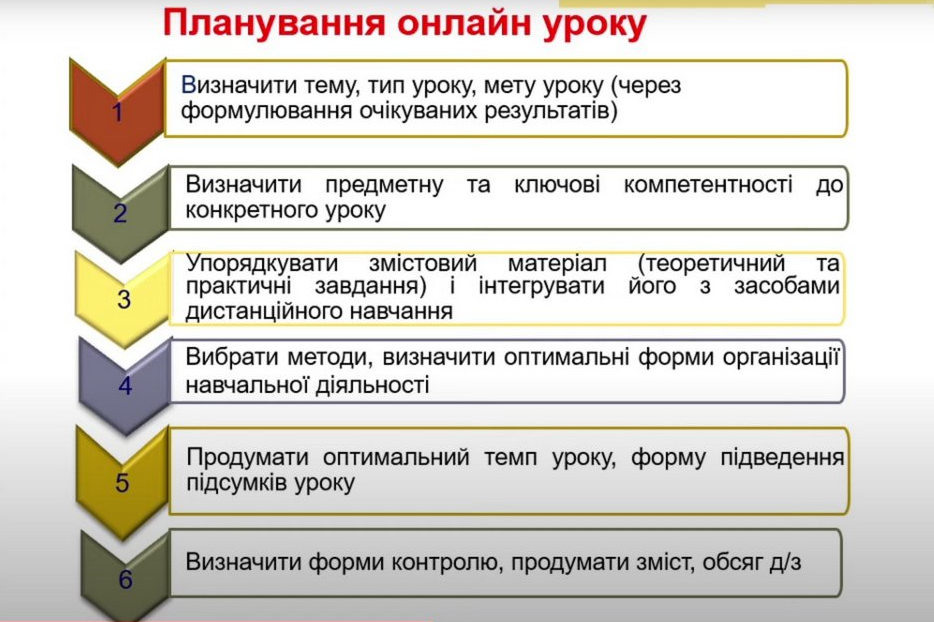 Планування онлайн уроку
1
Визначити тему, тип уроку, мету уроку (через
формулювання очікуваних результатів)
2
Визначити предметну та ключові компетентності до
конкретного уроку
3
Упорядкувати змістовий матеріал (теоретичний та
практичні завдання) і інтегрувати його з засобами
дистанційного навчання
4
Вибрати методи, визначити оптимальні форми організації
навчальної діяльності
5
Продумати оптимальний темп уроку, форму підведення
підсумків уроку
6
Визначити форми контролю, продумати зміст, обсяг д/з